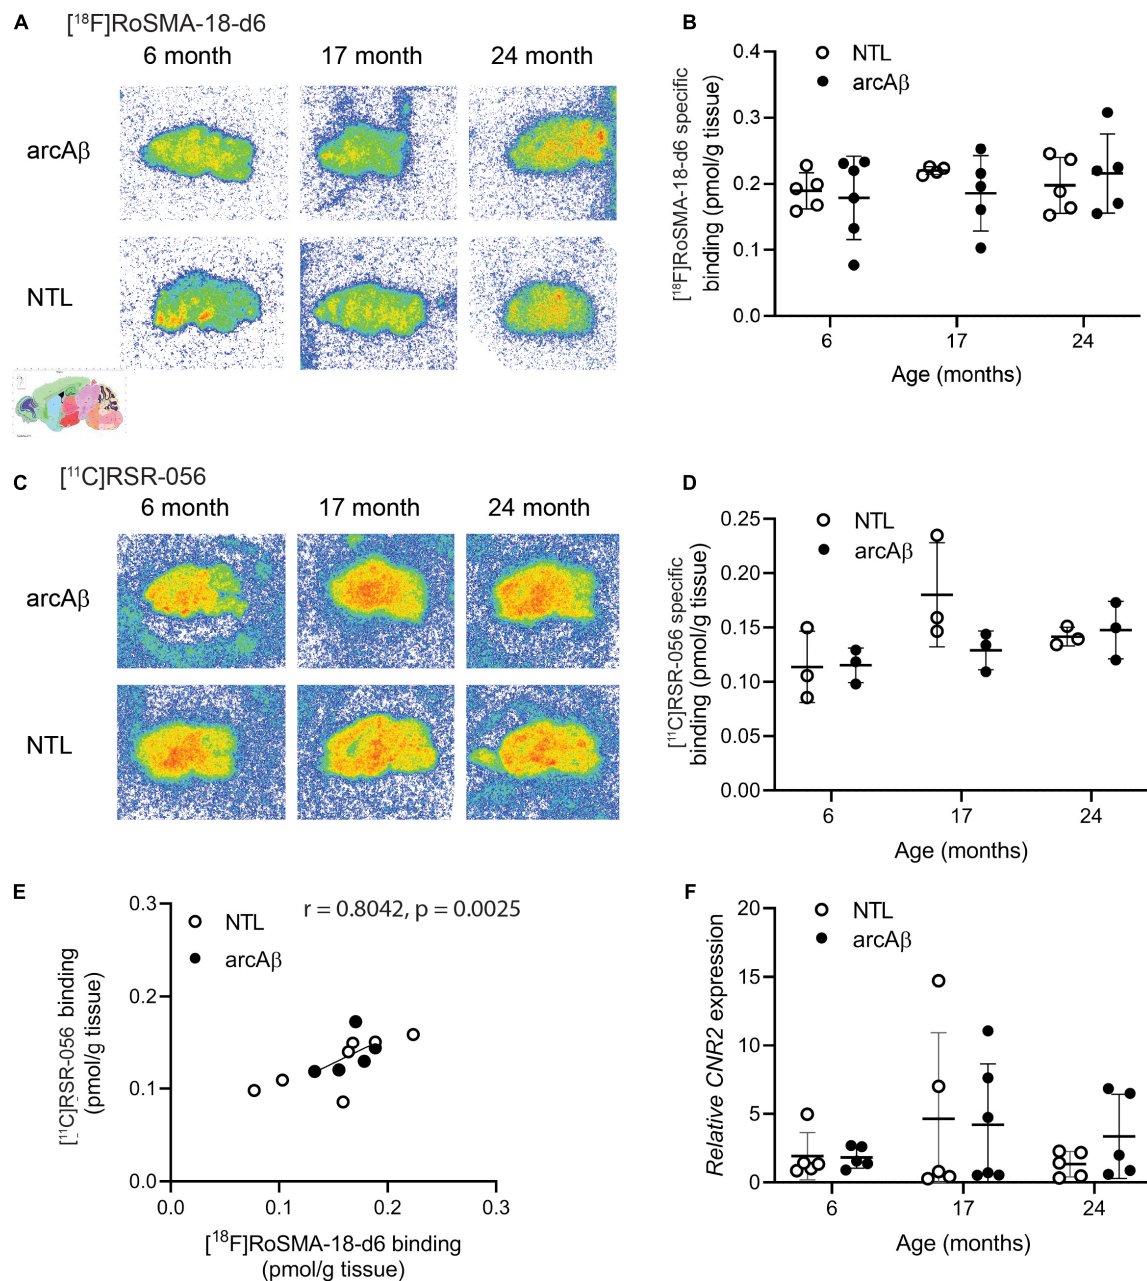 A [¹⁸F]RoSMA-18-d6
6 month 17 month 24 month
arcAβ
NTL
B
[¹⁸F]RoSMA-18-d6 specific
binding (pmol/g tissue)
NTL
arcAβ
0.4
0.3
0.2
0.1
0.0
6 17 24
Age (months)
C [¹¹C]RSR-056
6 month 17 month 24 month
arcAβ
NTL
D
[¹¹C]RSR-056 specific
binding (pmol/g tissue)
NTL
arcAβ
0.25
0.20
0.15
0.10
0.05
0.00
6 17 24
Age (months)
E
[¹¹C]RSR-056 binding
(pmol/g tissue)
NTL
arcAβ
r = 0.8042, p = 0.0025
0.3
0.2
0.1
0.0
0.0 0.1 0.2 0.3
[¹⁸F]RoSMA-18-d6 binding
(pmol/g tissue)
F
Relative CNR2 expression
NTL
arcAβ
20
15
10
5
0
6 17 24
Age (months)